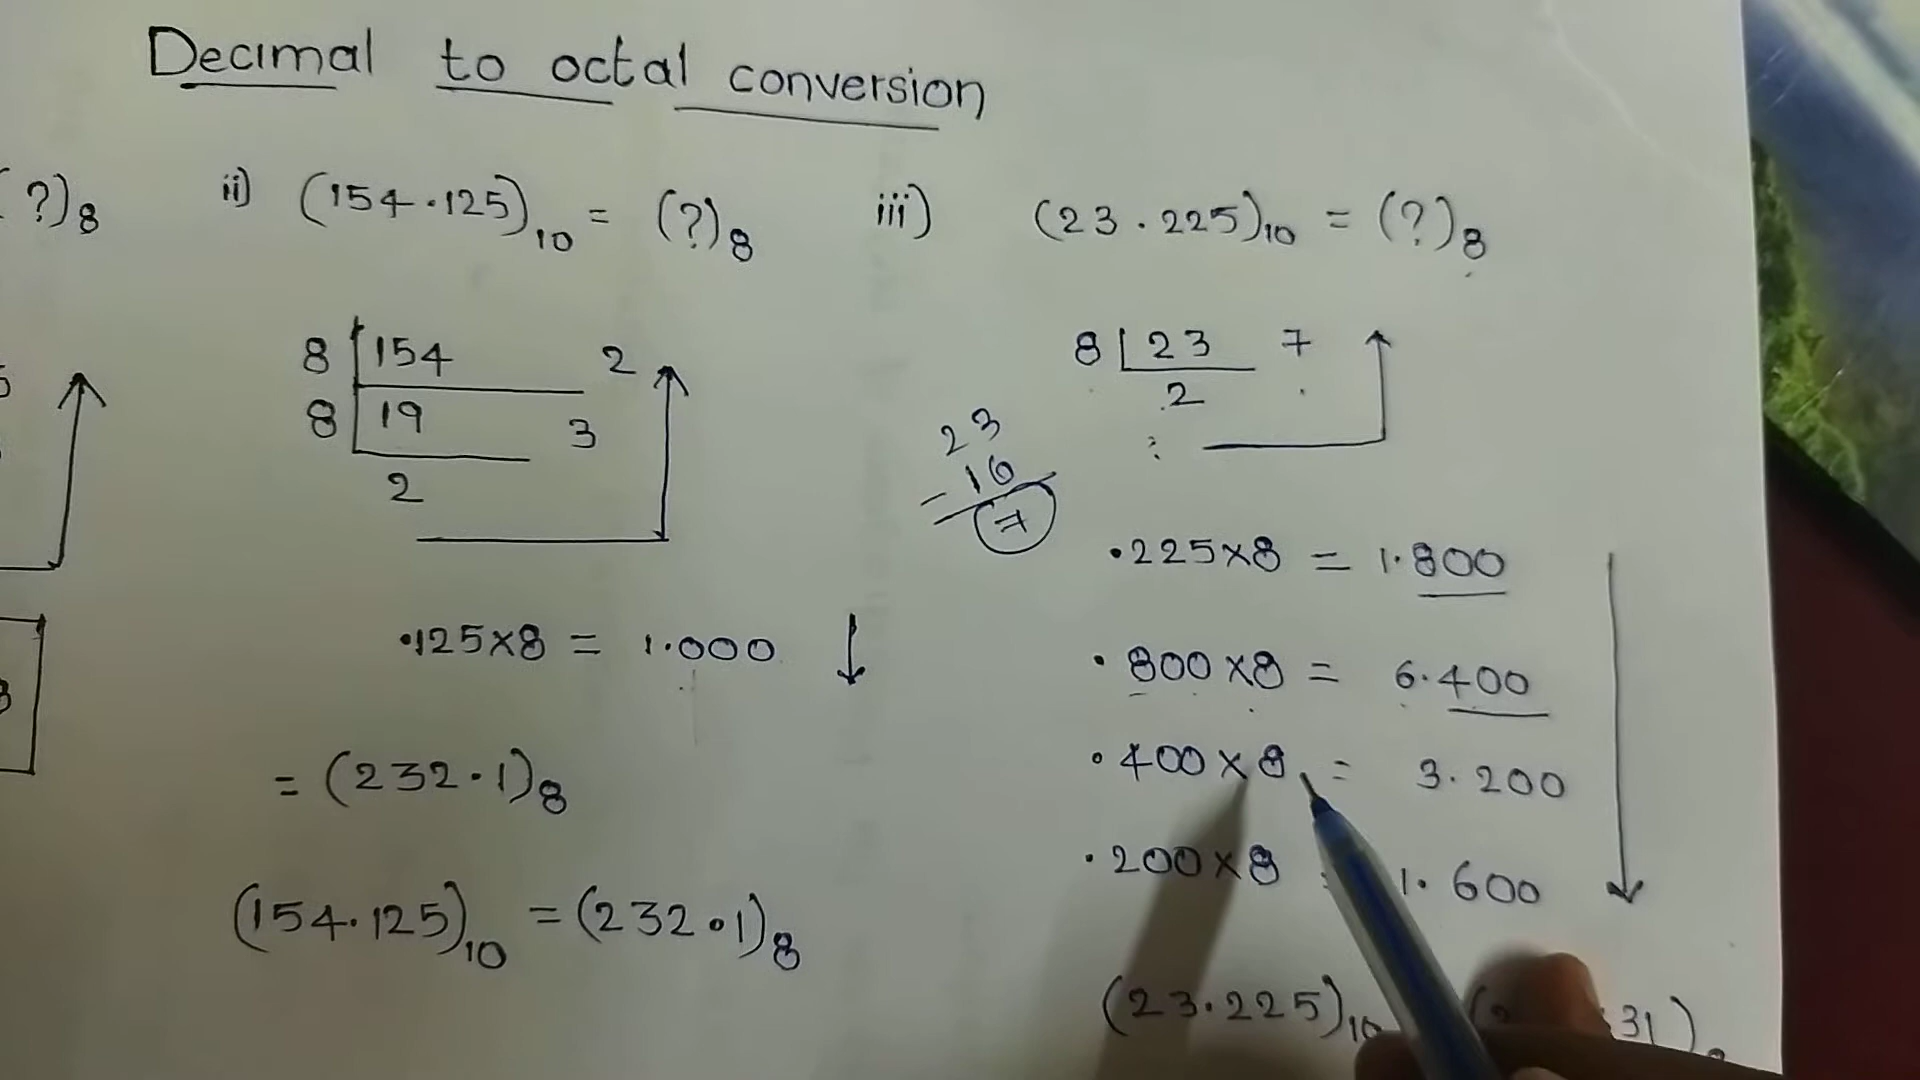 Decimal to octal conversion
?)8
ii) (154.125)10 = (?)8
8 154 2
8 19 3
2
.125×8 = 1.000
= (232.1)8
(154.125)10 = (232.1)8
iii) (23.225)10 = (?)8
8 23 7
2
23
- 16
7
.225×8 = 1.800
.800×8 = 6.400
.400×8 = 3.200
.200×8 = 1.600
(23.225)10 31)